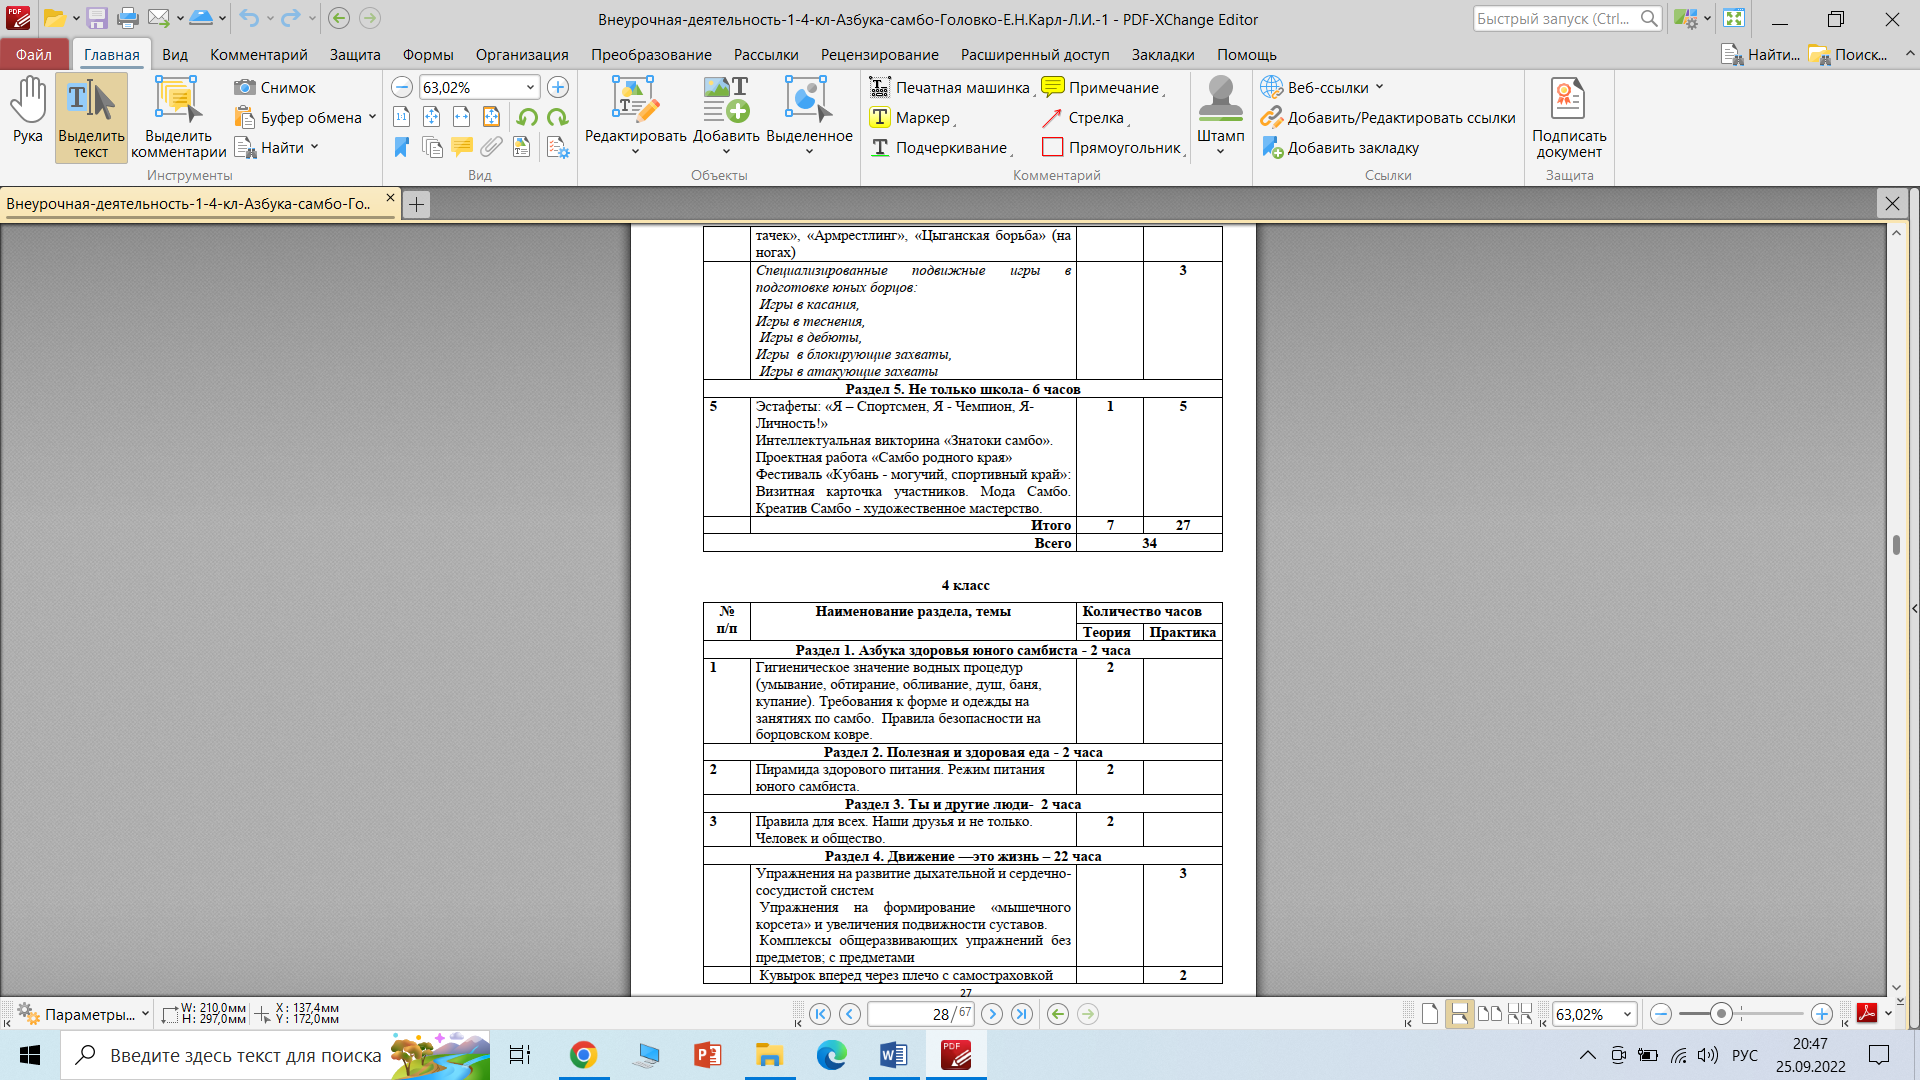 Внеурочная-деятельность-1-4-кл-Азбука-самбо-Головко-Е.Н.Карл-Л.И.-1 - PDF-XChange Editor
Быстрый запуск (Ctrl...
Файл Главная Вид Комментарий Защита Формы Организация Преобразование Рассылки Рецензирование Расширенный доступ Закладки Помощь Найти... Поиск...
Рука
Выделить текст
Выделить комментарии
Снимок
Буфер обмена
Найти
Инструменты
63,02%
Вид
Редактировать Добавить Выделенное
Объекты
Печатная машинка
Маркер
Подчеркивание
Примечание
Стрелка
Прямоугольник
Штамп
Комментарий
Веб-ссылки
Добавить/Редактировать ссылки
Добавить закладку
Ссылки
Подписать документ
Защита
Внеурочная-деятельность-1-4-кл-Азбука-самбо-Го..
тачек», «Армрестлинг», «Цыганская борьба» (на
ногах)
Специализированные подвижные игры в 3
подготовке юных борцов:
Игры в касания,
Игры в теснения,
Игры в дебюты,
Игры в блокирующие захваты,
Игры в атакующие захваты
Раздел 5. Не только школа- 6 часов
5 Эстафеты: «Я – Спортсмен, Я - Чемпион, Я- 1 5
Личность!»
Интеллектуальная викторина «Знатоки самбо».
Проектная работа «Самбо родного края»
Фестиваль «Кубань - могучий, спортивный край»:
Визитная карточка участников. Мода Самбо.
Креатив Самбо - художественное мастерство.
Итого 7 27
Всего 34
4 класс
№ Наименование раздела, темы Количество часов
п/п Теория Практика
Раздел 1. Азбука здоровья юного самбиста - 2 часа
1 Гигиеническое значение водных процедур 2
(умывание, обтирание, обливание, душ, баня,
купание). Требования к форме и одежды на
занятиях по самбо. Правила безопасности на
борцовском ковре.
Раздел 2. Полезная и здоровая еда - 2 часа
2 Пирамида здорового питания. Режим питания 2
юного самбиста.
Раздел 3. Ты и другие люди- 2 часа
3 Правила для всех. Наши друзья и не только. 2
Человек и общество.
Раздел 4. Движение —это жизнь – 22 часа
Упражнения на развитие дыхательной и сердечно- 3
сосудистой систем
Упражнения на формирование «мышечного
корсета» и увеличения подвижности суставов.
Комплексы общеразвивающих упражнений без
предметов; с предметами
Кувырок вперед через плечо с самостраховкой 2
27
Параметры...
W: 210,0мм X: 137,4мм
H: 297,0мм Y: 172,0мм
28 / 67
63,02%
Введите здесь текст для поиска
РУС
20:47
25.09.2022